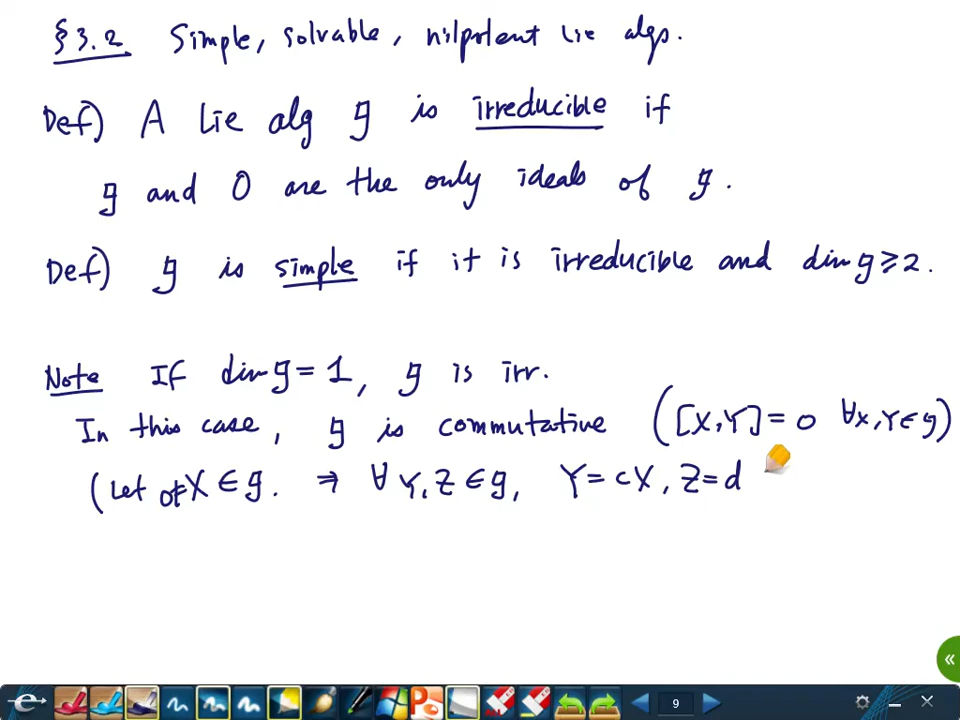 §3.2 Simple, solvable, nilpotent Lie algs.
Def) A Lie alg g is irreducible if
g and 0 are the only ideals of g.
Def) g is simple if it is irreducible and dim g ≥ 2.
Note If dim g = 1, g is irr.
In this case, g is commutative ([X,Y] = 0 ∀X,Y ∈ g)
(Let 0≠X ∈ g. ⇒ ∀Y,Z ∈ g, Y = cX, Z = d
9